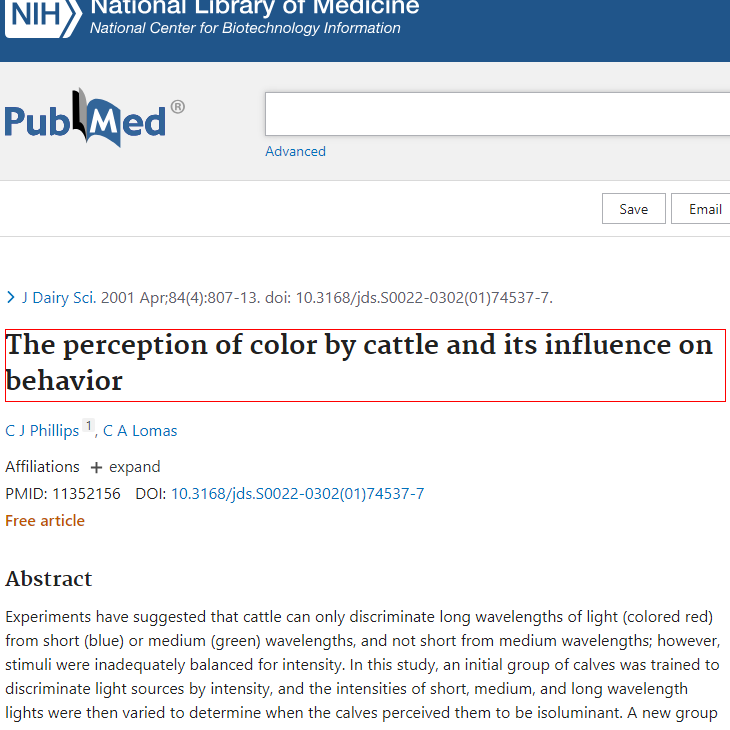 NIH
National Library of Medicine
National Center for Biotechnology Information
PubMed®
Advanced
Save
Email
J Dairy Sci. 2001 Apr;84(4):807-13. doi: 10.3168/jds.S0022-0302(01)74537-7.
The perception of color by cattle and its influence on
behavior
C J Phillips 1, C A Lomas
Affiliations + expand
PMID: 11352156 DOI: 10.3168/jds.S0022-0302(01)74537-7
Free article
Abstract
Experiments have suggested that cattle can only discriminate long wavelengths of light (colored red)
from short (blue) or medium (green) wavelengths, and not short from medium wavelengths; however,
stimuli were inadequately balanced for intensity. In this study, an initial group of calves was trained to
discriminate light sources by intensity, and the intensities of short, medium, and long wavelength
lights were then varied to determine when the calves perceived them to be isoluminant. A new group